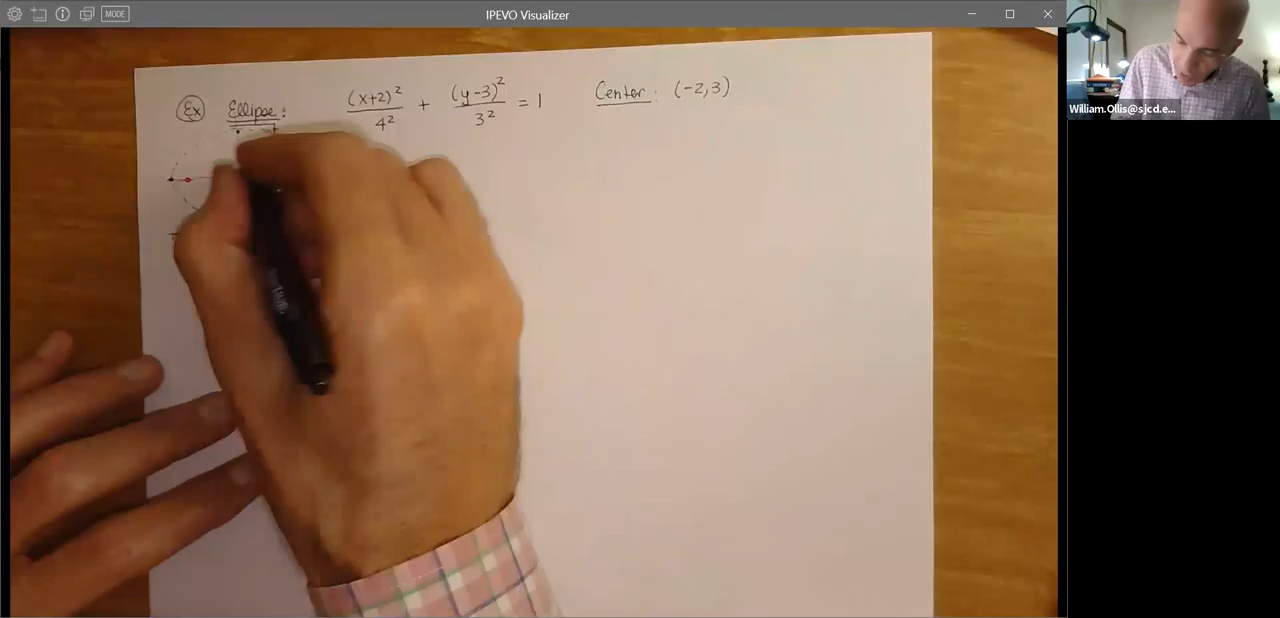 IPEVO Visualizer
MODE
William.Ollis@sjcd.e...
Ex Ellipse: (x+2)²/4² + (y-3)²/3² = 1 Center: (-2,3)